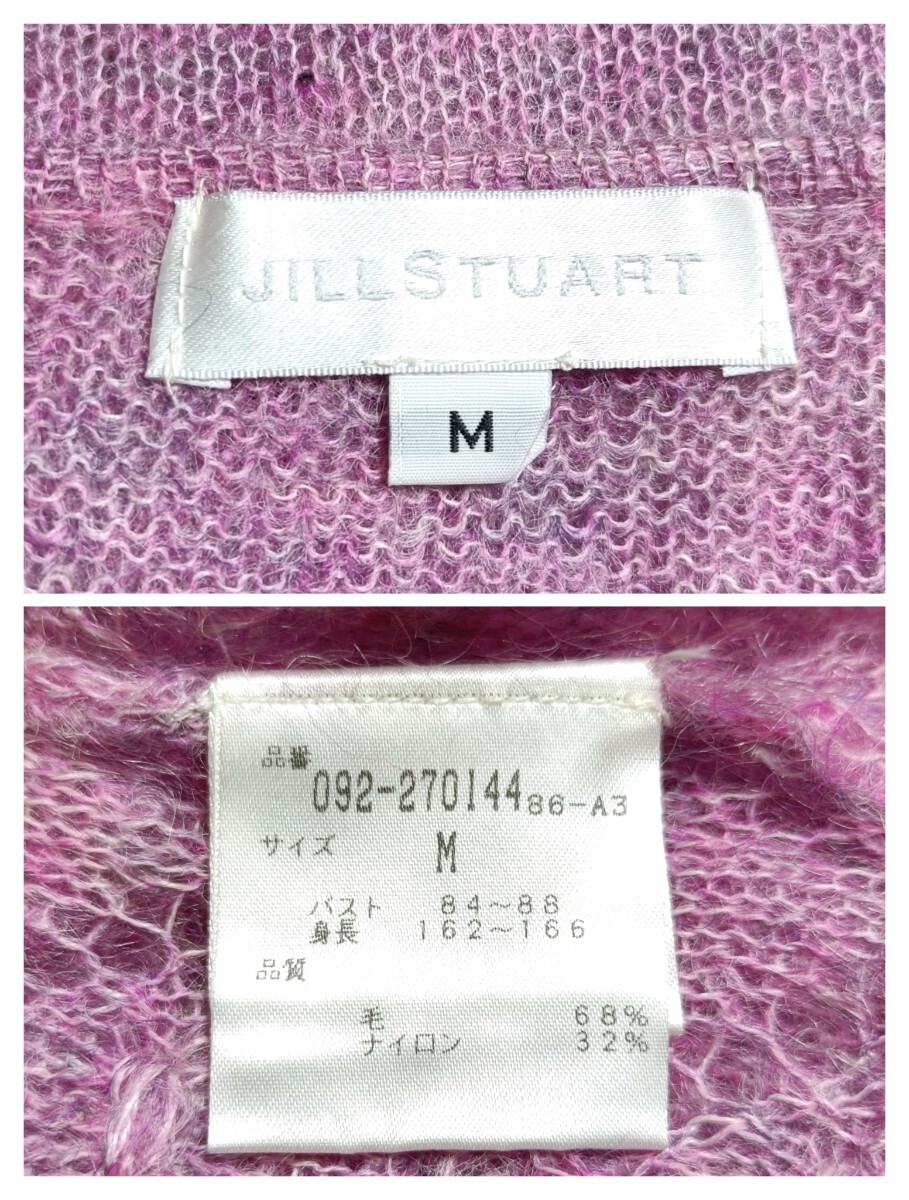 JILLSTUART
M
品番
092-270144 86-A3
サイズ M
バスト 84~88
身長 162~166
品質
毛 68%
ナイロン 32%